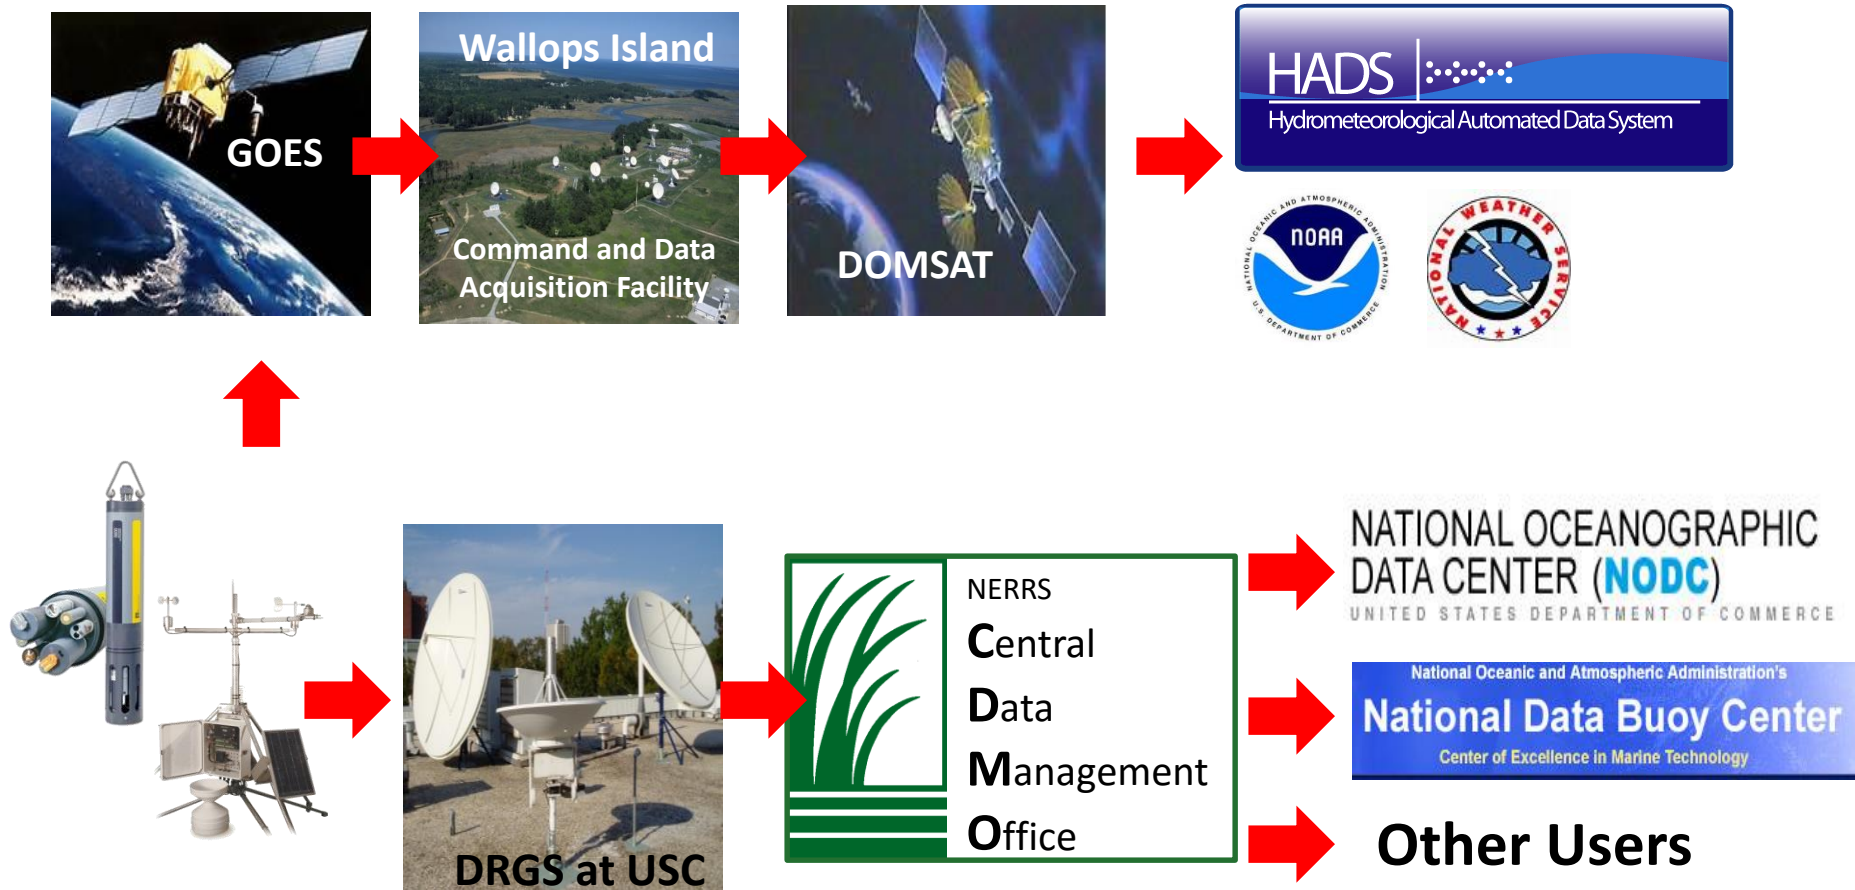 GOES
Wallops Island
Command and Data
Acquisition Facility
DOMSAT
HADS
Hydrometeorological Automated Data System
NATIONAL OCEANIC AND ATMOSPHERIC ADMINISTRATION
U.S. DEPARTMENT OF COMMERCE
NOAA
NATIONAL WEATHER SERVICE
DRGS at USC
NERRS
Central
Data
Management
Office
NATIONAL OCEANOGRAPHIC
DATA CENTER (NODC)
UNITED STATES DEPARTMENT OF COMMERCE
National Oceanic and Atmospheric Administration's
National Data Buoy Center
Center of Excellence in Marine Technology
Other Users